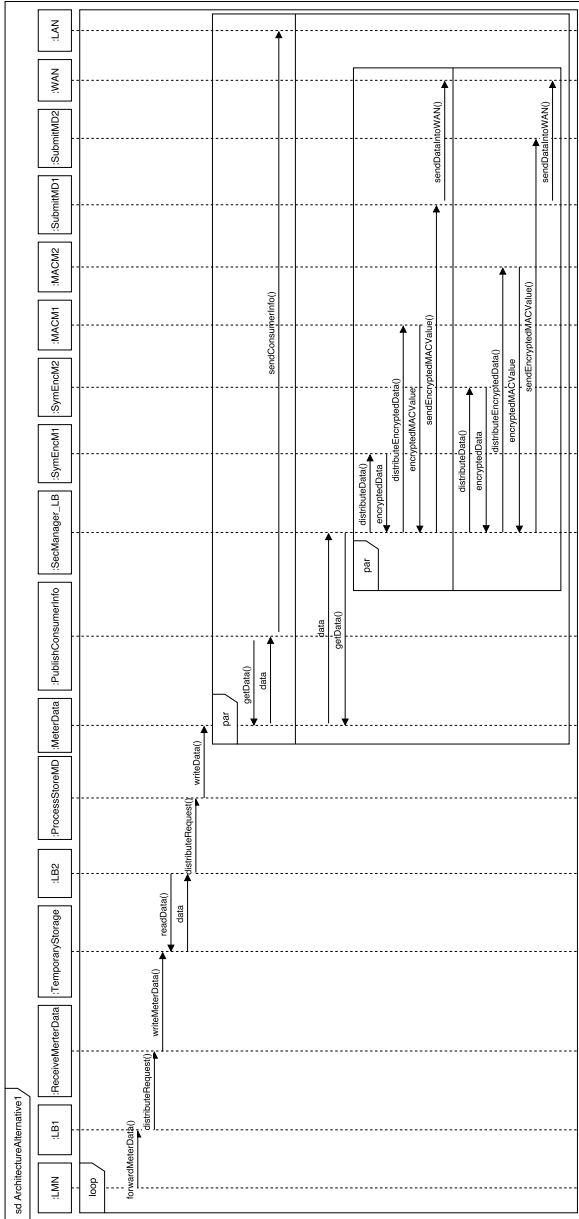 sd ArchitectureAlternative1
:LMN
:LB1
:ReceiveMerterData
:TemporaryStorage
:LB2
:ProcessStoreMD
:MeterData
:PublishConsumerInfo
:SecManager_LB
:SymEncM1
:SymEncM2
:MACM1
:MACM2
:SubmitMD1
:SubmitMD2
:WAN
:LAN
loop
forwardMeterData()
distributeRequest()
writeMeterData()
readData()
data
distributeRequest()
writeData()
par
getData()
data
sendConsumerInfo()
data
getData()
par
distributeData()
encryptedData
distributeEncryptedData()
encryptedMACValue
sendEncryptedMACValue()
sendDataIntoWAN()
distributeData()
encryptedData
distributeEncryptedData()
encryptedMACValue
sendEncryptedMACValue()
sendDataIntoWAN()